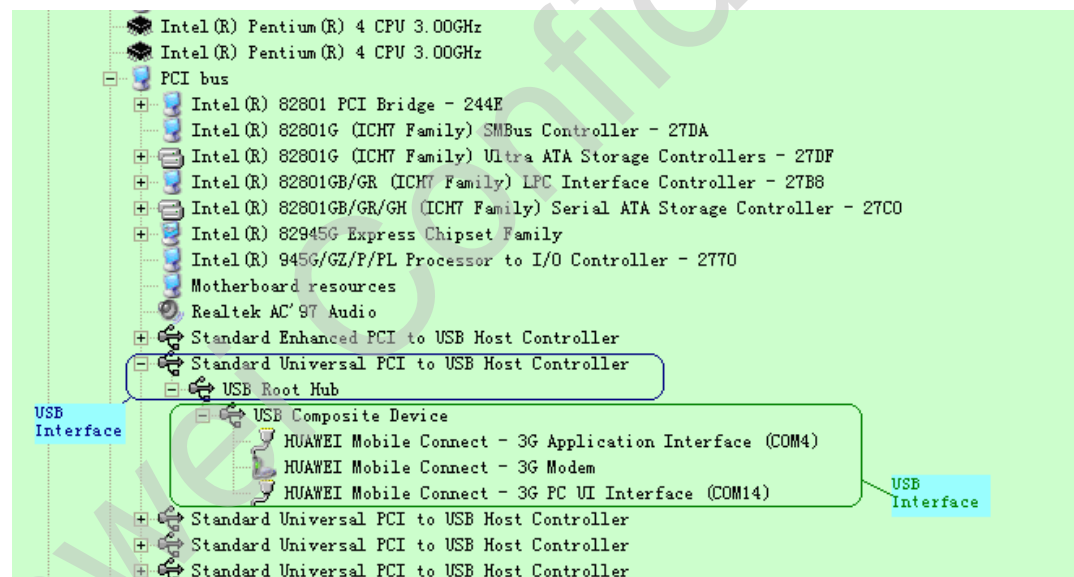 Intel(R) Pentium(R) 4 CPU 3.00GHz
Intel(R) Pentium(R) 4 CPU 3.00GHz
PCI bus
Intel(R) 82801 PCI Bridge - 244E
Intel(R) 82801G (ICH7 Family) SMBus Controller - 27DA
Intel(R) 82801G (ICH7 Family) Ultra ATA Storage Controllers - 27DF
Intel(R) 82801GB/GR (ICH7 Family) LPC Interface Controller - 27B8
Intel(R) 82801GB/GR/GH (ICH7 Family) Serial ATA Storage Controller - 27C0
Intel(R) 82945G Express Chipset Family
Intel(R) 945G/GZ/P/PL Processor to I/O Controller - 2770
Motherboard resources
Realtek AC'97 Audio
Standard Enhanced PCI to USB Host Controller
Standard Universal PCI to USB Host Controller
USB Root Hub
USB
Interface
USB Composite Device
HUAWEI Mobile Connect - 3G Application Interface (COM4)
HUAWEI Mobile Connect - 3G Modem
HUAWEI Mobile Connect - 3G PC UI Interface (COM14)
USB
Interface
Standard Universal PCI to USB Host Controller
Standard Universal PCI to USB Host Controller
Standard Universal PCI to USB Host Controller